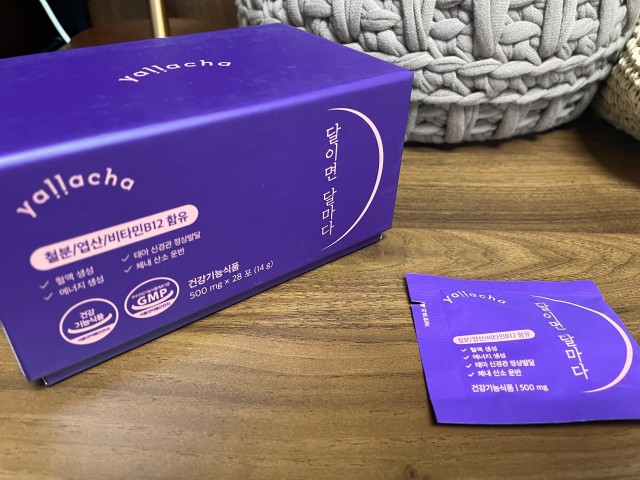 yallacha
yallacha
달이면 달마다
철분/엽산/비타민B12 함유
✓ 혈액 생성
✓ 태아 신경관 정상발달
✓ 에너지 생성
✓ 체내 산소 운반
건강기능식품
500 mg × 28 포 (14 g)
건강
기능식품
GMP
yallacha
달이면 달마다
철분/엽산/비타민B12 함유
✓ 혈액 생성
✓ 에너지 생성
✓ 태아 신경관 정상발달
✓ 체내 산소 운반
건강기능식품 | 500 mg